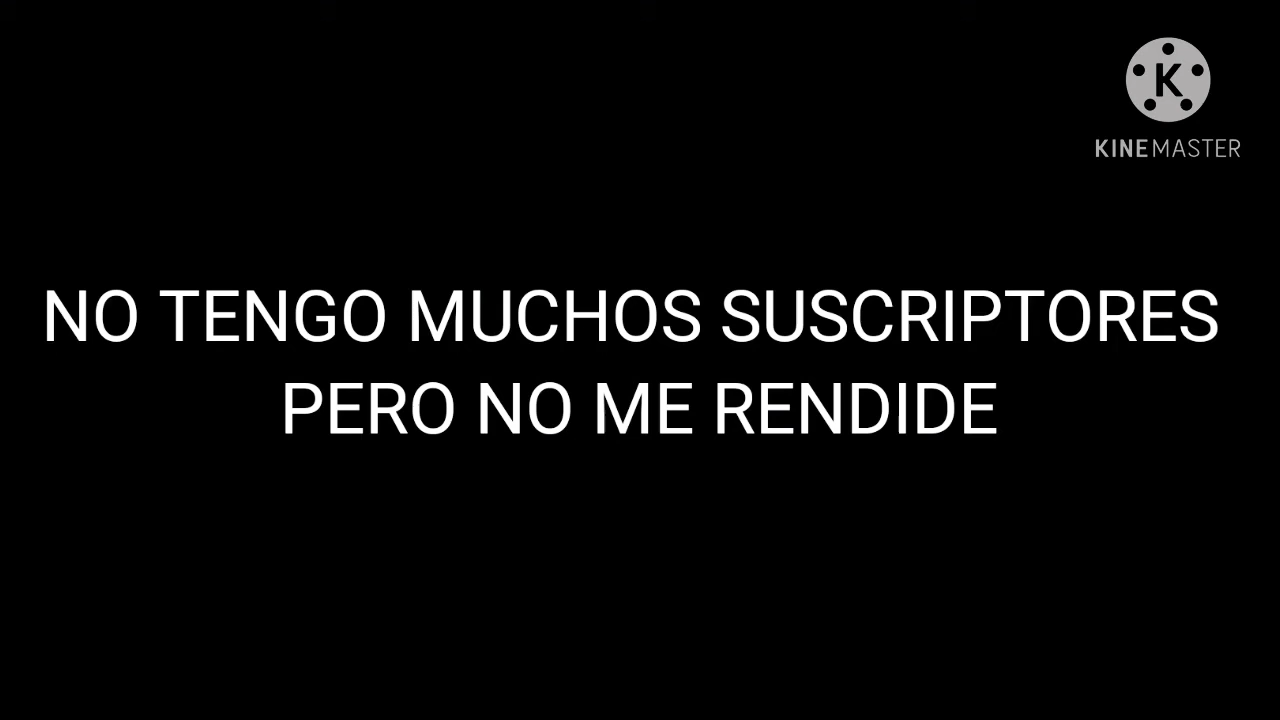 K
KINEMASTER
NO TENGO MUCHOS SUSCRIPTORES
PERO NO ME RENDIDE